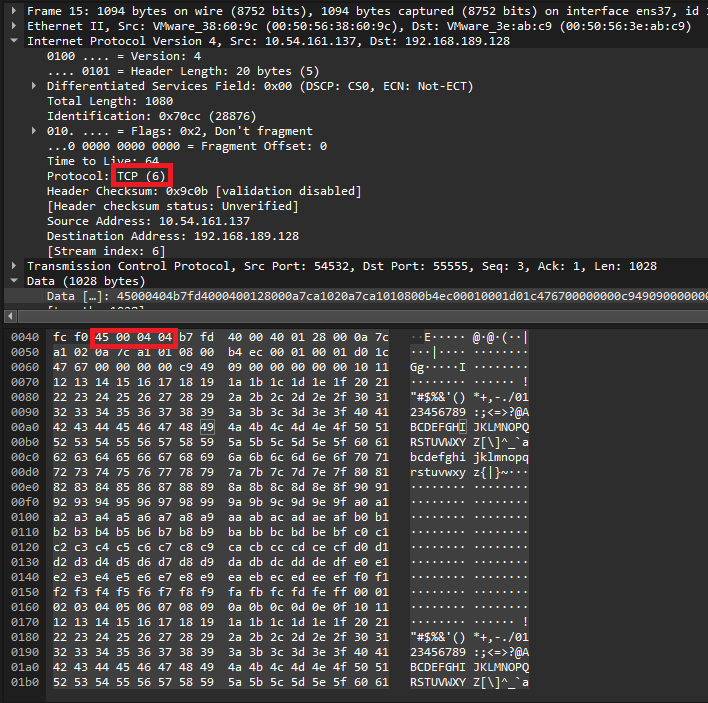 Frame 15: 1094 bytes on wire (8752 bits), 1094 bytes captured (8752 bits) on interface ens37, id
Ethernet II, Src: VMware_38:60:9c (00:50:56:38:60:9c), Dst: VMware_3e:ab:c9 (00:50:56:3e:ab:c9)
Internet Protocol Version 4, Src: 10.54.161.137, Dst: 192.168.189.128
0100 .... = Version: 4
.... 0101 = Header Length: 20 bytes (5)
Differentiated Services Field: 0x00 (DSCP: CS0, ECN: Not-ECT)
Total Length: 1080
Identification: 0x70cc (28876)
010. .... = Flags: 0x2, Don't fragment
...0 0000 0000 0000 = Fragment Offset: 0
Time to Live: 64
Protocol: TCP (6)
Header Checksum: 0x9c0b [validation disabled]
[Header checksum status: Unverified]
Source Address: 10.54.161.137
Destination Address: 192.168.189.128
[Stream index: 6]
Transmission Control Protocol, Src Port: 54532, Dst Port: 55555, Seq: 3, Ack: 1, Len: 1028
Data (1028 bytes)
Data […]: 45000404b7fd4000400128000a7ca1020a7ca1010800b4ec00010001d01c476700000000c949090000000
0040 fc f0 45 00 04 04 b7 fd 40 00 40 01 28 00 0a 7c ··E····· @·@·(··|
0050 a1 02 0a 7c a1 01 08 00 b4 ec 00 01 00 01 d0 1c ···|···· ········
0060 47 67 00 00 00 00 c9 49 09 00 00 00 00 00 10 11 Gg·····I ········
0070 12 13 14 15 16 17 18 19 1a 1b 1c 1d 1e 1f 20 21 ········ ······ !
0080 22 23 24 25 26 27 28 29 2a 2b 2c 2d 2e 2f 30 31 "#$%&'() *+,-./01
0090 32 33 34 35 36 37 38 39 3a 3b 3c 3d 3e 3f 40 41 23456789 :;<=>?@A
00a0 42 43 44 45 46 47 48 49 4a 4b 4c 4d 4e 4f 50 51 BCDEFGHI JKLMNOPQ
00b0 52 53 54 55 56 57 58 59 5a 5b 5c 5d 5e 5f 60 61 RSTUVWXY Z[\]^_`a
00c0 62 63 64 65 66 67 68 69 6a 6b 6c 6d 6e 6f 70 71 bcdefghi jklmnopq
00d0 72 73 74 75 76 77 78 79 7a 7b 7c 7d 7e 7f 80 81 rstuvwxy z{|}~···
00e0 82 83 84 85 86 87 88 89 8a 8b 8c 8d 8e 8f 90 91 ········ ········
00f0 92 93 94 95 96 97 98 99 9a 9b 9c 9d 9e 9f a0 a1 ········ ········
0100 a2 a3 a4 a5 a6 a7 a8 a9 aa ab ac ad ae af b0 b1 ········ ········
0110 b2 b3 b4 b5 b6 b7 b8 b9 ba bb bc bd be bf c0 c1 ········ ········
0120 c2 c3 c4 c5 c6 c7 c8 c9 ca cb cc cd ce cf d0 d1 ········ ········
0130 d2 d3 d4 d5 d6 d7 d8 d9 da db dc dd de df e0 e1 ········ ········
0140 e2 e3 e4 e5 e6 e7 e8 e9 ea eb ec ed ee ef f0 f1 ········ ········
0150 f2 f3 f4 f5 f6 f7 f8 f9 fa fb fc fd fe ff 00 01 ········ ········
0160 02 03 04 05 06 07 08 09 0a 0b 0c 0d 0e 0f 10 11 ········ ········
0170 12 13 14 15 16 17 18 19 1a 1b 1c 1d 1e 1f 20 21 ········ ······ !
0180 22 23 24 25 26 27 28 29 2a 2b 2c 2d 2e 2f 30 31 "#$%&'() *+,-./01
0190 32 33 34 35 36 37 38 39 3a 3b 3c 3d 3e 3f 40 41 23456789 :;<=>?@A
01a0 42 43 44 45 46 47 48 49 4a 4b 4c 4d 4e 4f 50 51 BCDEFGHI JKLMNOPQ
01b0 52 53 54 55 56 57 58 59 5a 5b 5c 5d 5e 5f 60 61 RSTUVWXY Z[\]^_`a